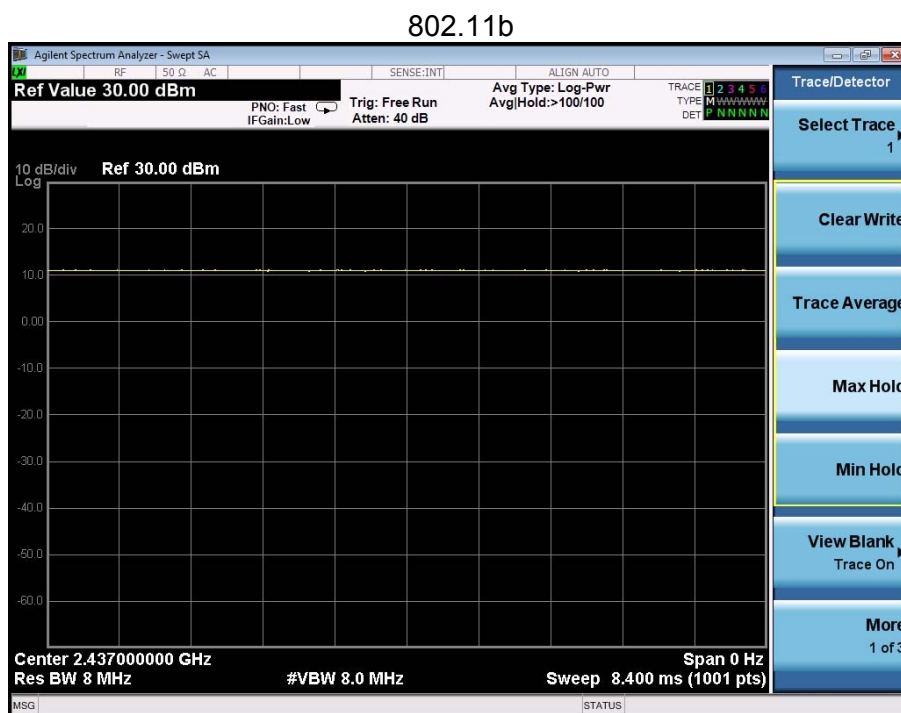 802.11b
Agilent Spectrum Analyzer - Swept SA
LXI RF 50 Ω AC SENSE:INT ALIGN AUTO
Ref Value 30.00 dBm
PNO: Fast
IFGain:Low
Trig: Free Run
Atten: 40 dB
Avg Type: Log-Pwr
Avg|Hold:>100/100
TRACE 1 2 3 4 5 6
TYPE M W W W W W
DET P N N N N N
10 dB/div Ref 30.00 dBm
Log
20.0
10.0
0.00
-10.0
-20.0
-30.0
-40.0
-50.0
-60.0
Center 2.437000000 GHz Span 0 Hz
Res BW 8 MHz #VBW 8.0 MHz Sweep 8.400 ms (1001 pts)
MSG STATUS
Trace/Detector
Select Trace
1
Clear Write
Trace Average
Max Hold
Min Hold
View Blank
Trace On
More
1 of 3